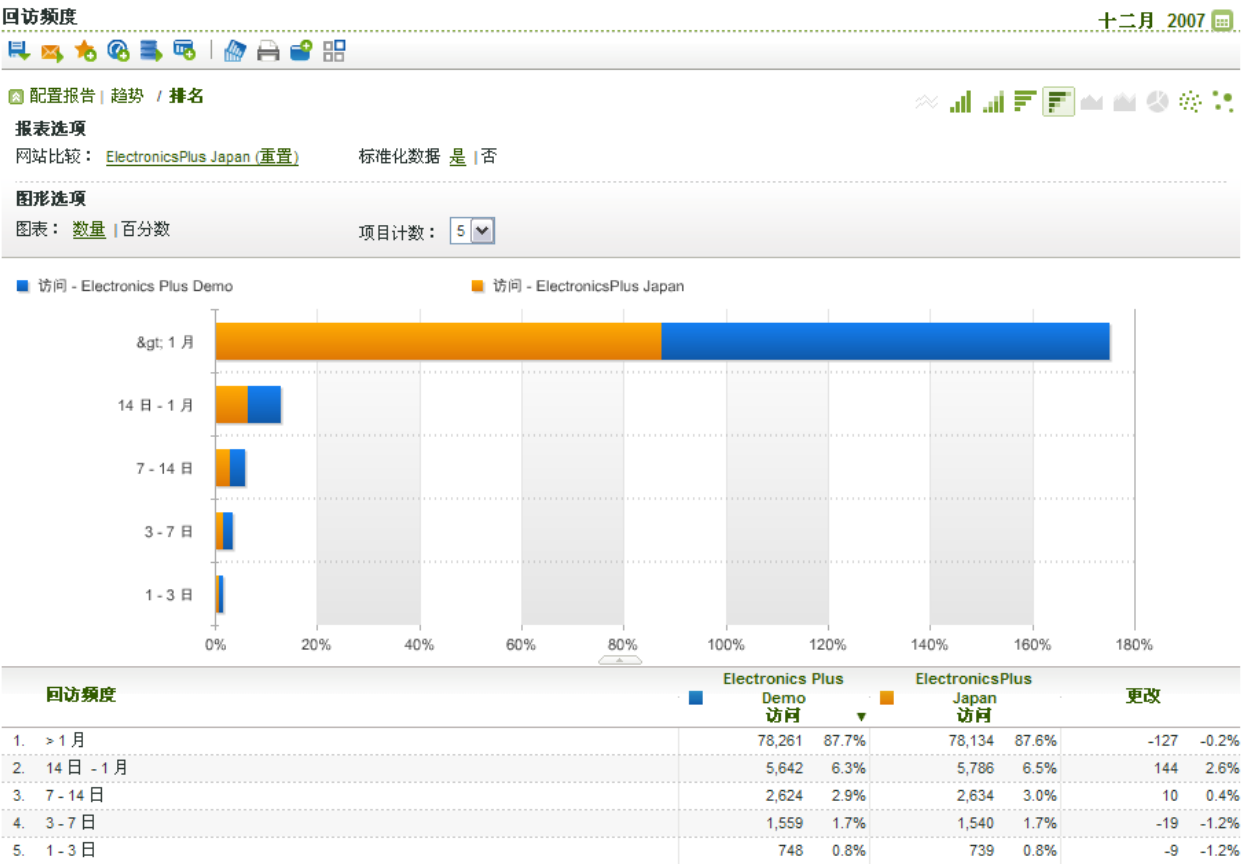 回访频度
十二月 2007
配置报告 | 趋势 / 排名
报表选项
网站比较： ElectronicsPlus Japan (重置) 标准化数据 是 | 否
图形选项
图表： 数量 | 百分数 项目计数： 5
访问 - Electronics Plus Demo 访问 - ElectronicsPlus Japan
&gt; 1 月
14 日 - 1 月
7 - 14 日
3 - 7 日
1 - 3 日
0% 20% 40% 60% 80% 100% 120% 140% 160% 180%
回访频度 Electronics Plus Demo 访问 ▼ ElectronicsPlus Japan 访问 更改
1. > 1 月 78,261 87.7% 78,134 87.6% -127 -0.2%
2. 14 日 - 1 月 5,642 6.3% 5,786 6.5% 144 2.6%
3. 7 - 14 日 2,624 2.9% 2,634 3.0% 10 0.4%
4. 3 - 7 日 1,559 1.7% 1,540 1.7% -19 -1.2%
5. 1 - 3 日 748 0.8% 739 0.8% -9 -1.2%